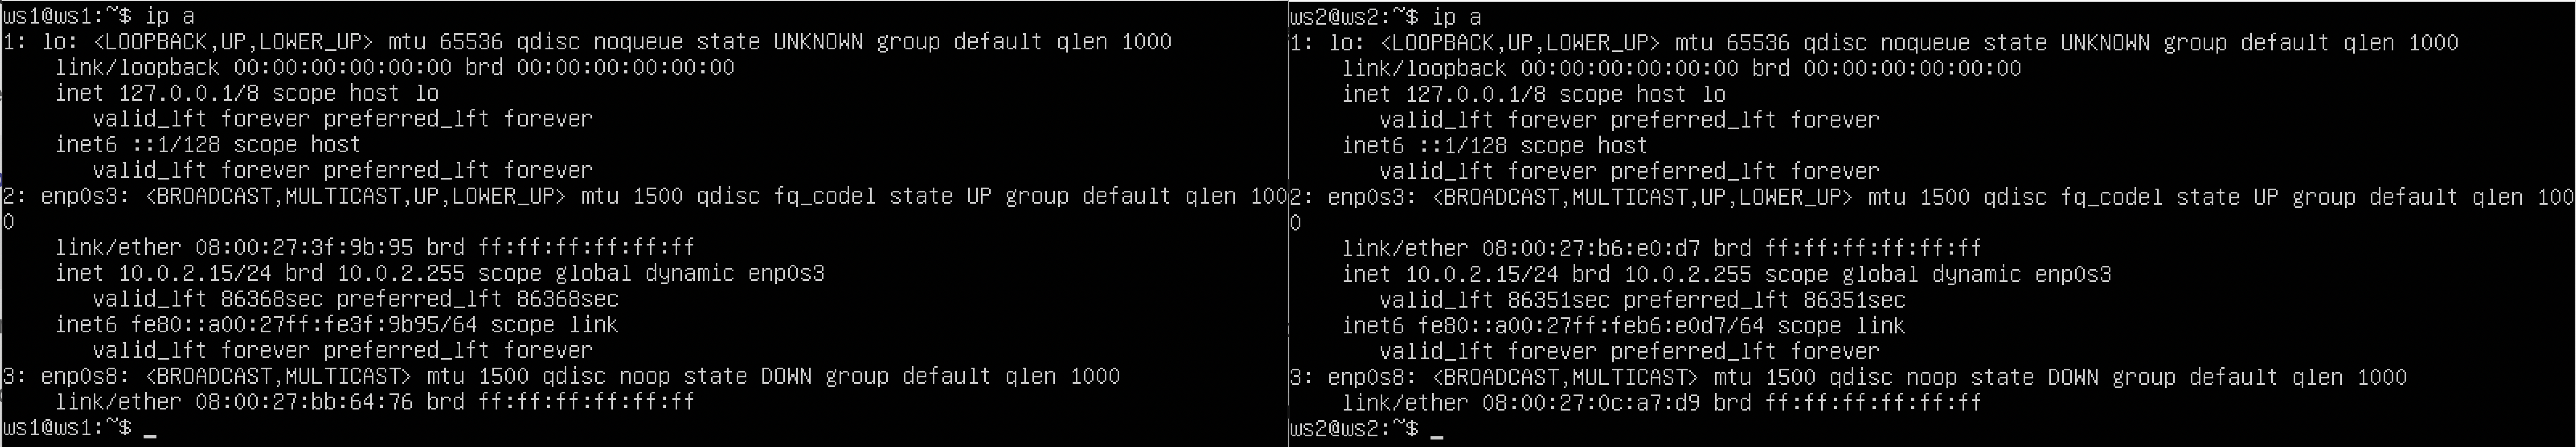 ws1@ws1:~$ ip a
1: lo: <LOOPBACK,UP,LOWER_UP> mtu 65536 qdisc noqueue state UNKNOWN group default qlen 1000
    link/loopback 00:00:00:00:00:00 brd 00:00:00:00:00:00
    inet 127.0.0.1/8 scope host lo
       valid_lft forever preferred_lft forever
    inet6 ::1/128 scope host
       valid_lft forever preferred_lft forever
2: enp0s3: <BROADCAST,MULTICAST,UP,LOWER_UP> mtu 1500 qdisc fq_codel state UP group default qlen 100
0
    link/ether 08:00:27:3f:9b:95 brd ff:ff:ff:ff:ff:ff
    inet 10.0.2.15/24 brd 10.0.2.255 scope global dynamic enp0s3
       valid_lft 86368sec preferred_lft 86368sec
    inet6 fe80::a00:27ff:fe3f:9b95/64 scope link
       valid_lft forever preferred_lft forever
3: enp0s8: <BROADCAST,MULTICAST> mtu 1500 qdisc noop state DOWN group default qlen 1000
    link/ether 08:00:27:bb:64:76 brd ff:ff:ff:ff:ff:ff
ws1@ws1:~$ _
ws2@ws2:~$ ip a
1: lo: <LOOPBACK,UP,LOWER_UP> mtu 65536 qdisc noqueue state UNKNOWN group default qlen 1000
    link/loopback 00:00:00:00:00:00 brd 00:00:00:00:00:00
    inet 127.0.0.1/8 scope host lo
       valid_lft forever preferred_lft forever
    inet6 ::1/128 scope host
       valid_lft forever preferred_lft forever
2: enp0s3: <BROADCAST,MULTICAST,UP,LOWER_UP> mtu 1500 qdisc fq_codel state UP group default qlen 100
0
    link/ether 08:00:27:b6:e0:d7 brd ff:ff:ff:ff:ff:ff
    inet 10.0.2.15/24 brd 10.0.2.255 scope global dynamic enp0s3
       valid_lft 86351sec preferred_lft 86351sec
    inet6 fe80::a00:27ff:feb6:e0d7/64 scope link
       valid_lft forever preferred_lft forever
3: enp0s8: <BROADCAST,MULTICAST> mtu 1500 qdisc noop state DOWN group default qlen 1000
    link/ether 08:00:27:0c:a7:d9 brd ff:ff:ff:ff:ff:ff
ws2@ws2:~$ _